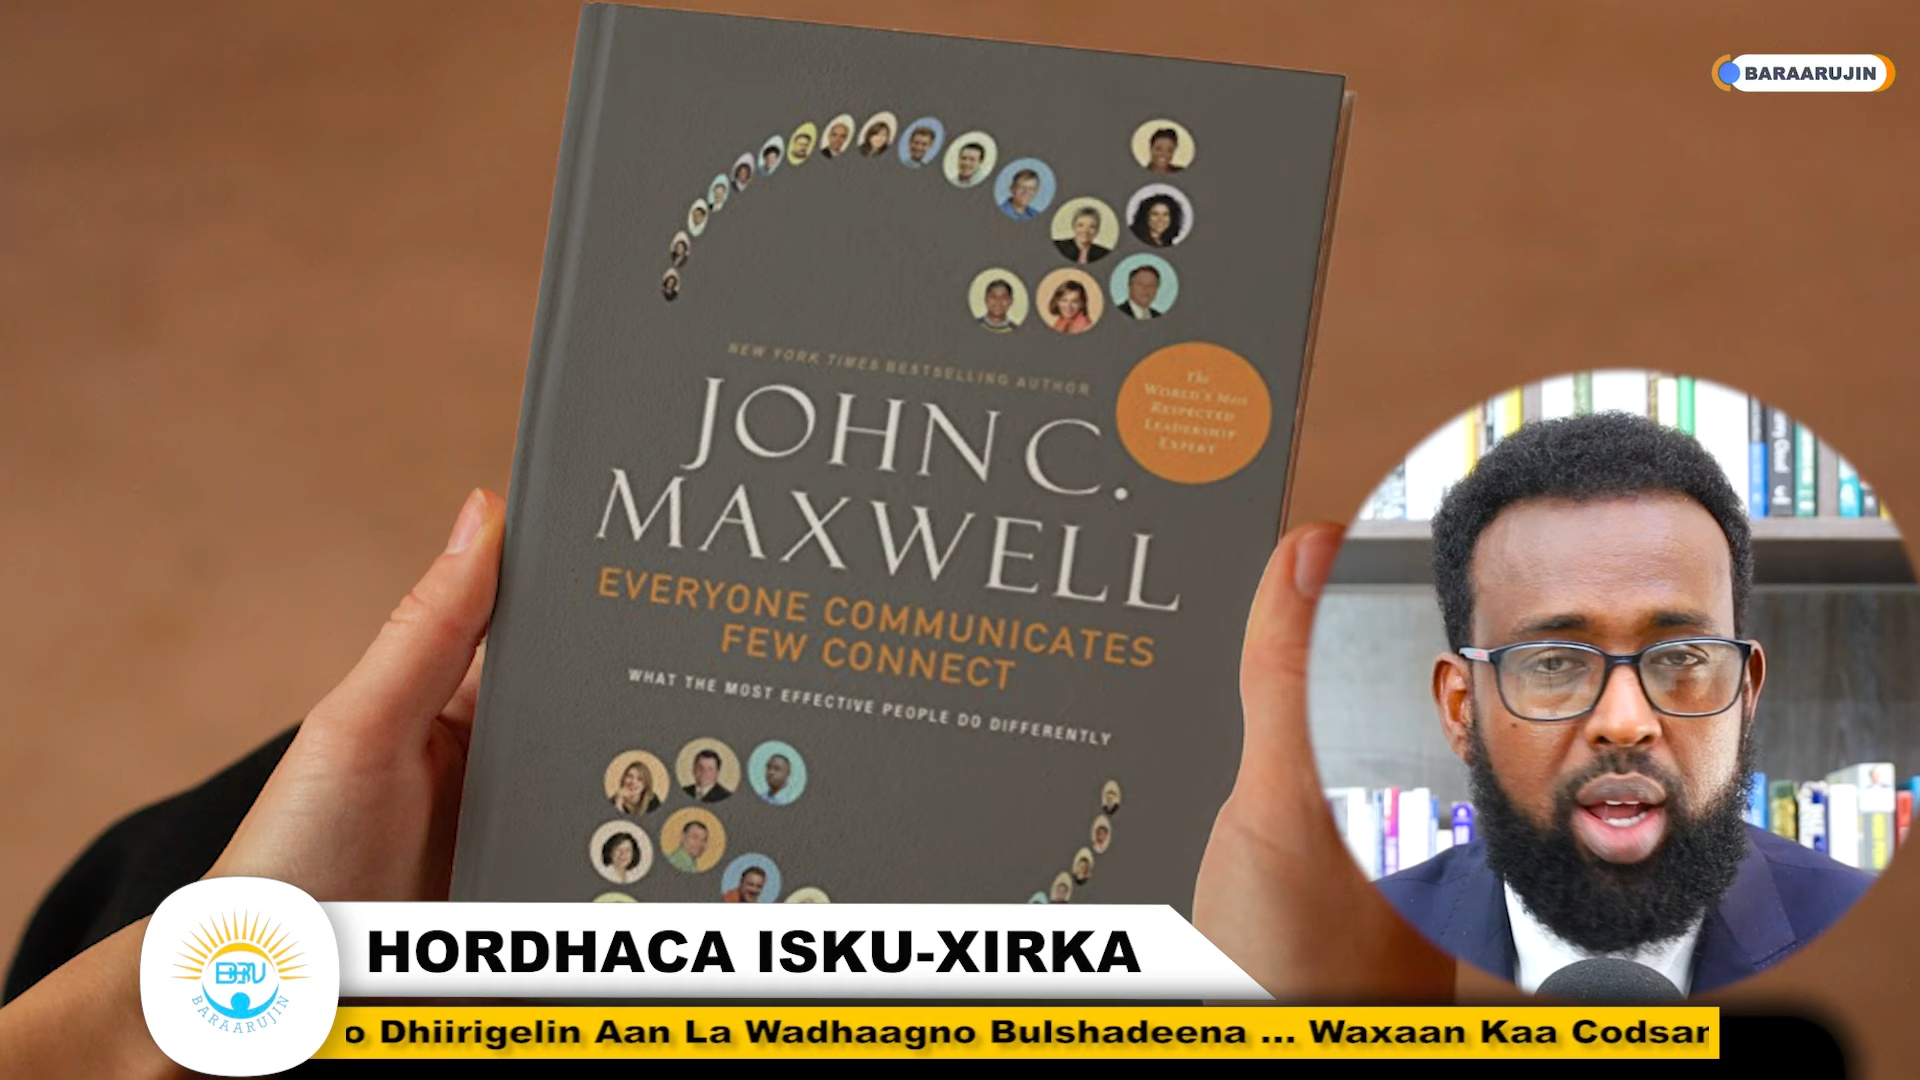 BARAARUJIN
NEW YORK TIMES BESTSELLING AUTHOR
JOHN C.
MAXWELL
The
WORLD'S Most
RESPECTED
LEADERSHIP
EXPERT
EVERYONE COMMUNICATES
FEW CONNECT
WHAT THE MOST EFFECTIVE PEOPLE DO DIFFERENTLY
HORDHACA ISKU-XIRKA
BARAARUJIN
o Dhiirigelin Aan La Wadhaagno Bulshadeena ... Waxaan Kaa Codsan